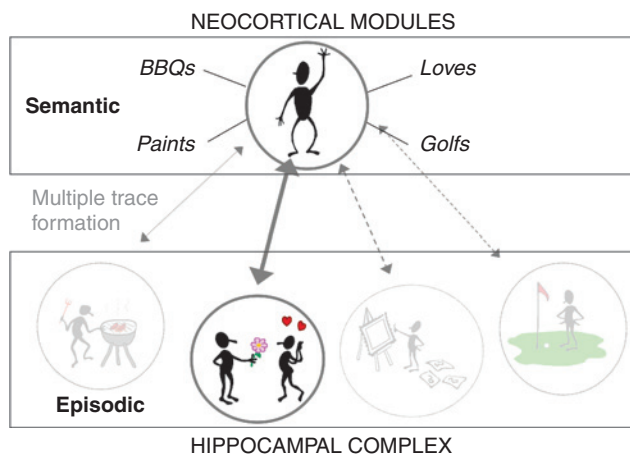 NEOCORTICAL MODULES
BBQs
Loves
Semantic
Paints
Golfs
Multiple trace
formation
Episodic
HIPPOCAMPAL COMPLEX